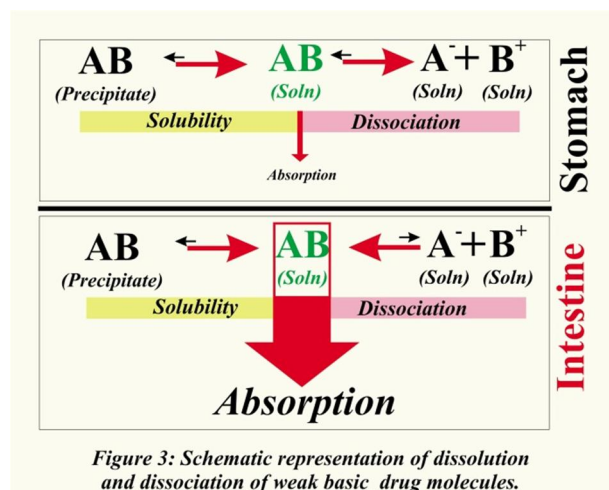 AB AB A⁻+ B⁺
(Precipitate) (Soln) (Soln) (Soln)
Solubility Dissociation
Absorption
Stomach
AB AB A⁻+B⁺
(Precipitate) (Soln) (Soln) (Soln)
Solubility Dissociation
Absorption
Intestine
Figure 3: Schematic representation of dissolution
and dissociation of weak basic drug molecules.